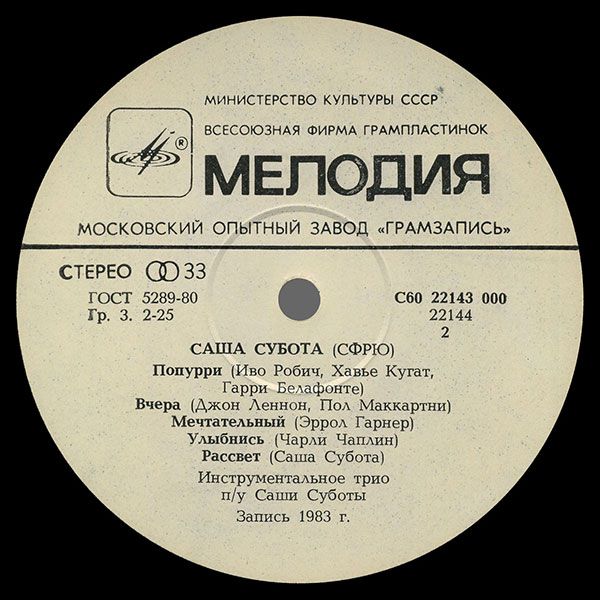 МИНИСТЕРСТВО КУЛЬТУРЫ СССР
ВСЕСОЮЗНАЯ ФИРМА ГРАМПЛАСТИНОК
®
МЕЛОДИЯ
МОСКОВСКИЙ ОПЫТНЫЙ ЗАВОД «ГРАМЗАПИСЬ»
СТЕРЕО 33
ГОСТ 5289-80
Гр. 3. 2-25
С60 22143 000
22144
2
САША СУБОТА (СФРЮ)
Попурри (Иво Робич, Хавье Кугат,
Гарри Белафонте)
Вчера (Джон Леннон, Пол Маккартни)
Мечтательный (Эррол Гарнер)
Улыбнись (Чарли Чаплин)
Рассвет (Саша Субота)
Инструментальное трио
п/у Саши Суботы
Запись 1983 г.